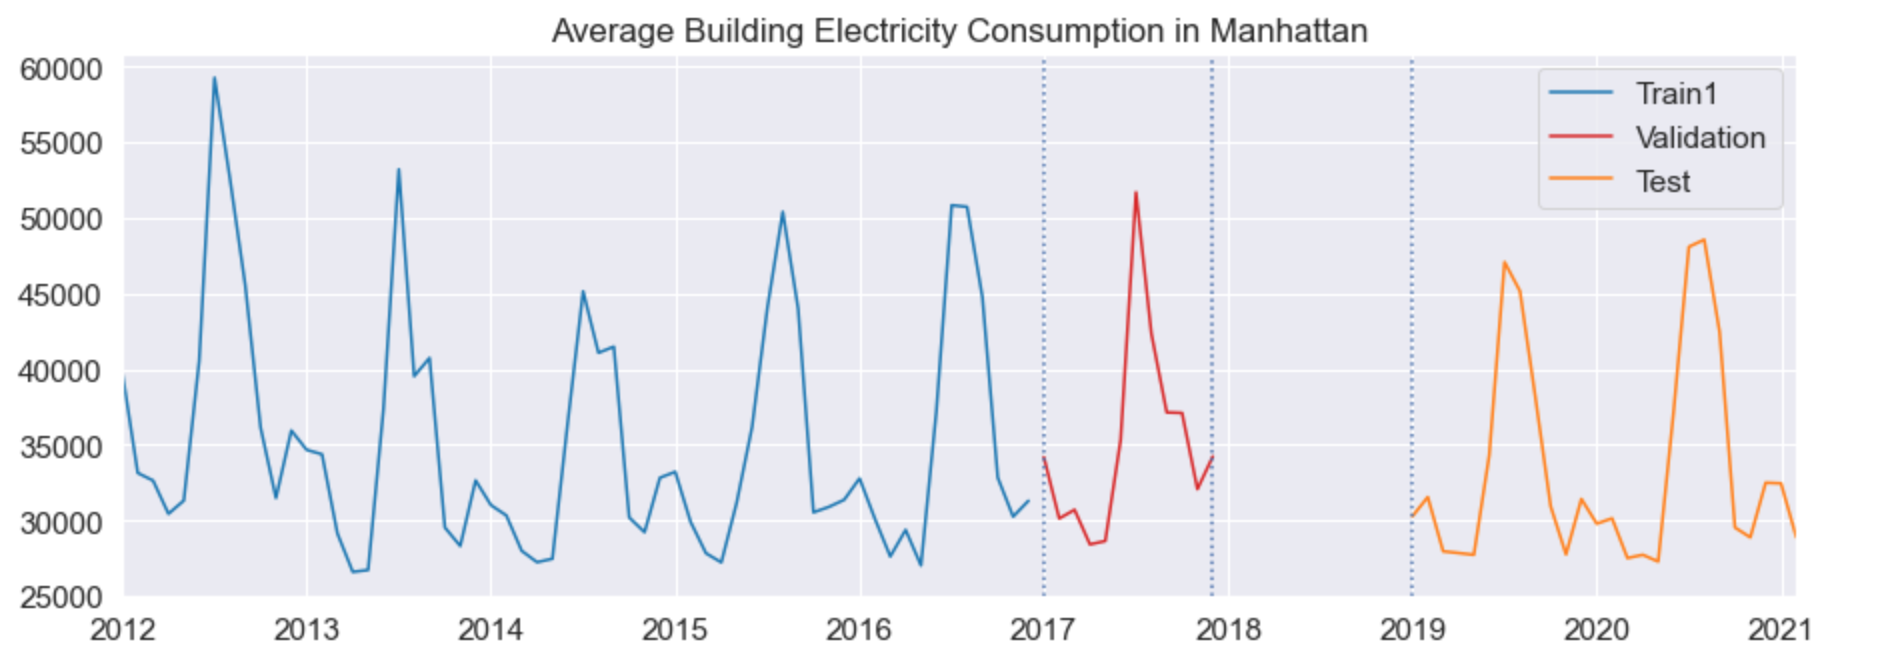 Average Building Electricity Consumption in Manhattan
60000
55000
50000
45000
40000
35000
30000
25000
Train1
Validation
Test
2012 2013 2014 2015 2016 2017 2018 2019 2020 2021